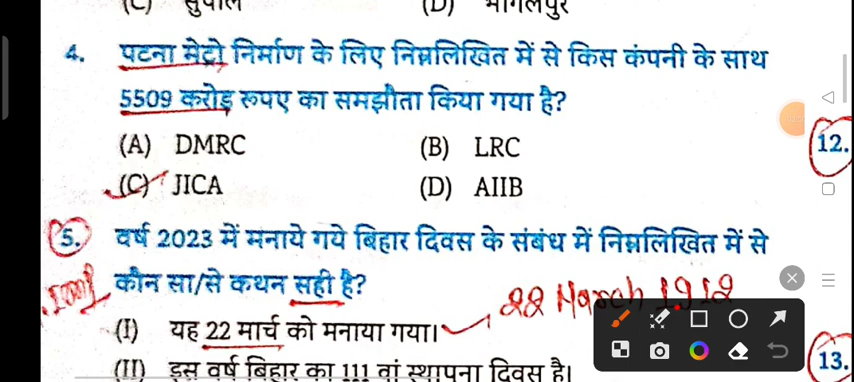 (C) सुपौल (D) भागलपुर
4. पटना मेट्रो निर्माण के लिए निम्नलिखित में से किस कंपनी के साथ
5509 करोड़ रूपए का समझौता किया गया है?
(A) DMRC (B) LRC
12.
(C) JICA (D) AIIB
5. वर्ष 2023 में मनाये गये बिहार दिवस के संबंध में निम्नलिखित में से
कौन सा/से कथन सही है?
22 March 1912
(I) यह 22 मार्च को मनाया गया।
(II) इस वर्ष बिहार का 111 वां स्थापना दिवस है।
13.